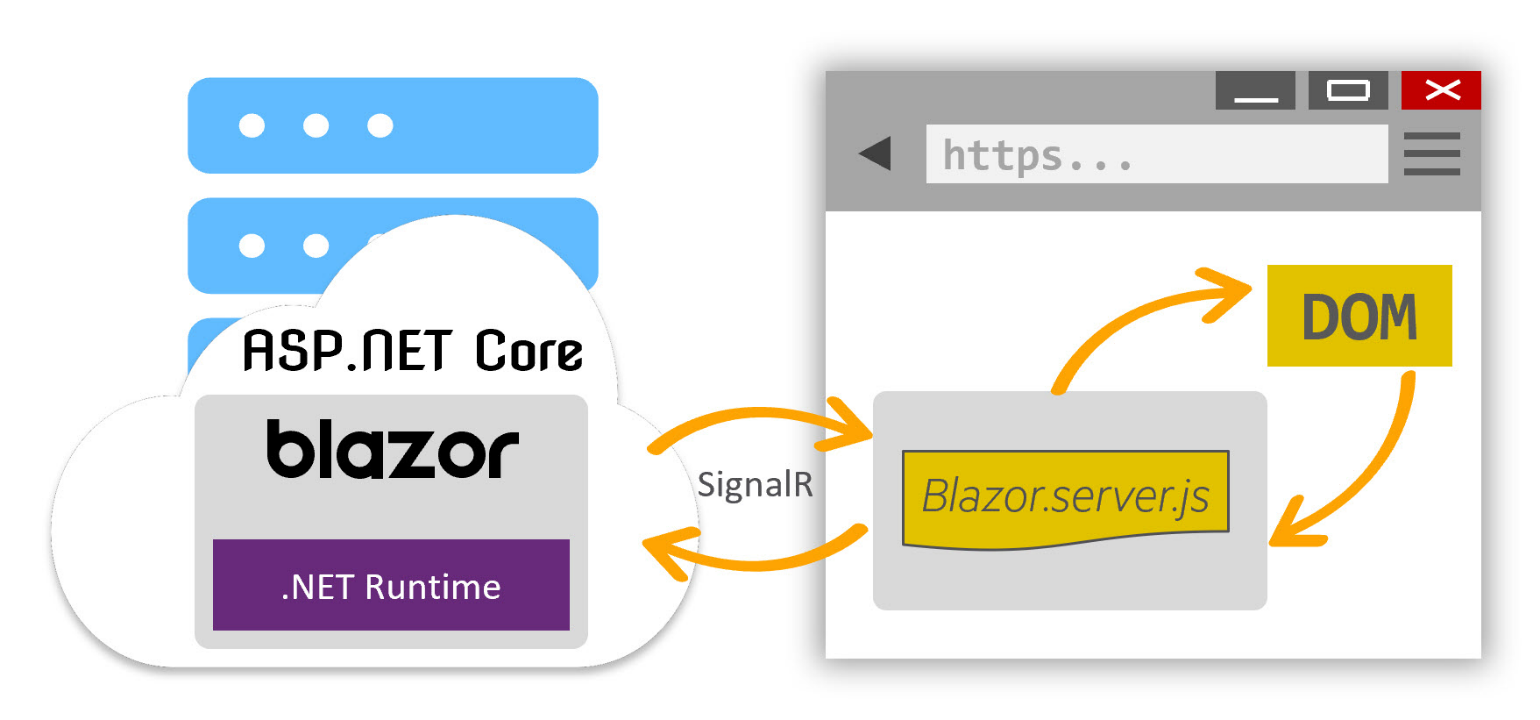 ASP.NET Core
blazor
.NET Runtime
SignalR
https...
DOM
Blazor.server.js